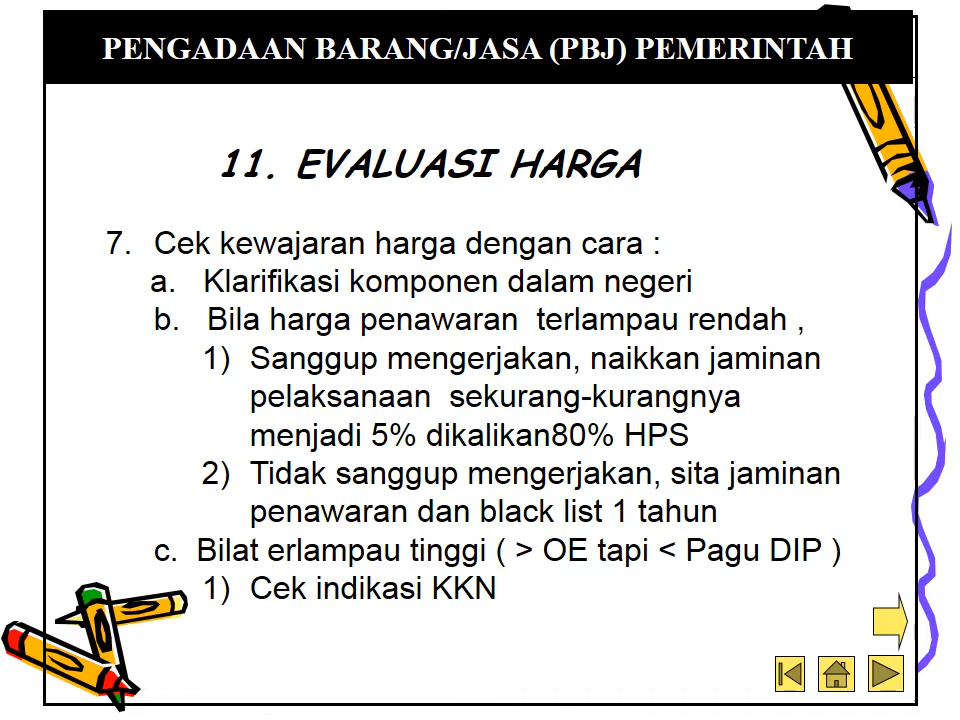 PENGADAAN BARANG/JASA (PBJ) PEMERINTAH
11. EVALUASI HARGA
7. Cek kewajaran harga dengan cara :
a. Klarifikasi komponen dalam negeri
b. Bila harga penawaran terlampau rendah ,
1) Sanggup mengerjakan, naikkan jaminan
pelaksanaan sekurang-kurangnya
menjadi 5% dikalikan80% HPS
2) Tidak sanggup mengerjakan, sita jaminan
penawaran dan black list 1 tahun
c. Bilat erlampau tinggi ( > OE tapi < Pagu DIP )
1) Cek indikasi KKN